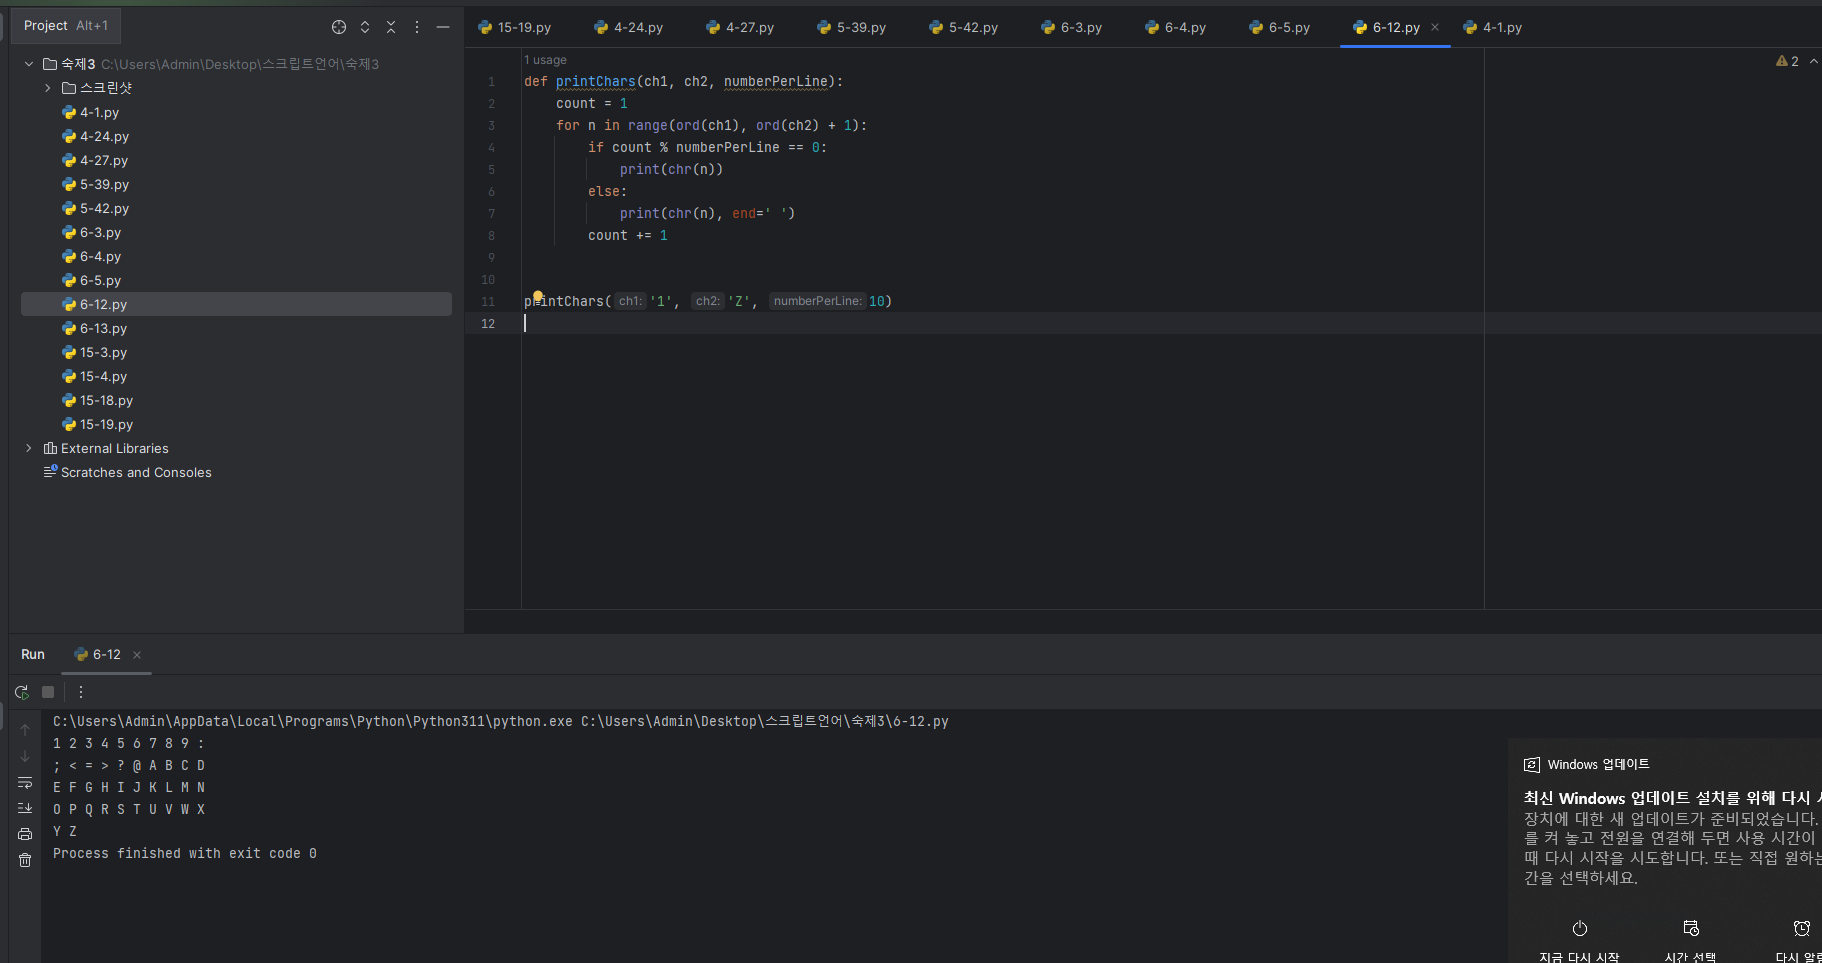 Project Alt+1
숙제3 C:\Users\Admin\Desktop\스크립트언어\숙제3
스크린샷
4-1.py
4-24.py
4-27.py
5-39.py
5-42.py
6-3.py
6-4.py
6-5.py
6-12.py
6-13.py
15-3.py
15-4.py
15-18.py
15-19.py
External Libraries
Scratches and Consoles
15-19.py 4-24.py 4-27.py 5-39.py 5-42.py 6-3.py 6-4.py 6-5.py 6-12.py 4-1.py
1 usage
2
1 def printChars(ch1, ch2, numberPerLine):
2 count = 1
3 for n in range(ord(ch1), ord(ch2) + 1):
4 if count % numberPerLine == 0:
5 print(chr(n))
6 else:
7 print(chr(n), end=' ')
8 count += 1
9
10
11 printChars( ch1: '1', ch2: 'Z', numberPerLine: 10)
12
Run 6-12
C:\Users\Admin\AppData\Local\Programs\Python\Python311\python.exe C:\Users\Admin\Desktop\스크립트언어\숙제3\6-12.py
1 2 3 4 5 6 7 8 9 :
; < = > ? @ A B C D
E F G H I J K L M N
O P Q R S T U V W X
Y Z
Process finished with exit code 0
Windows 업데이트
최신 Windows 업데이트 설치를 위해 다시
장치에 대한 새 업데이트가 준비되었습니다.
를 켜 놓고 전원을 연결해 두면 사용 시간이
때 다시 시작을 시도합니다. 또는 직접 원하는
간을 선택하세요.
지금 다시 시작 시간 선택 다시 알림